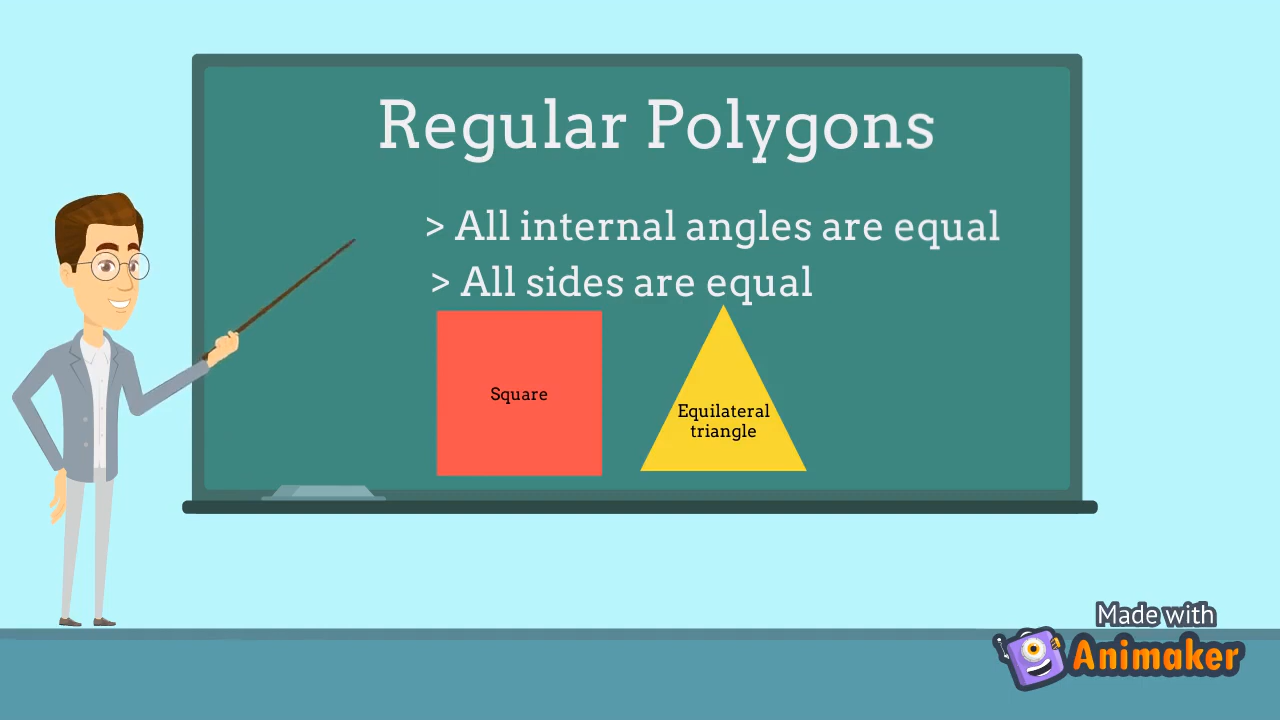 Regular Polygons
> All internal angles are equal
> All sides are equal
Square
Equilateral
triangle
Made with
Animaker